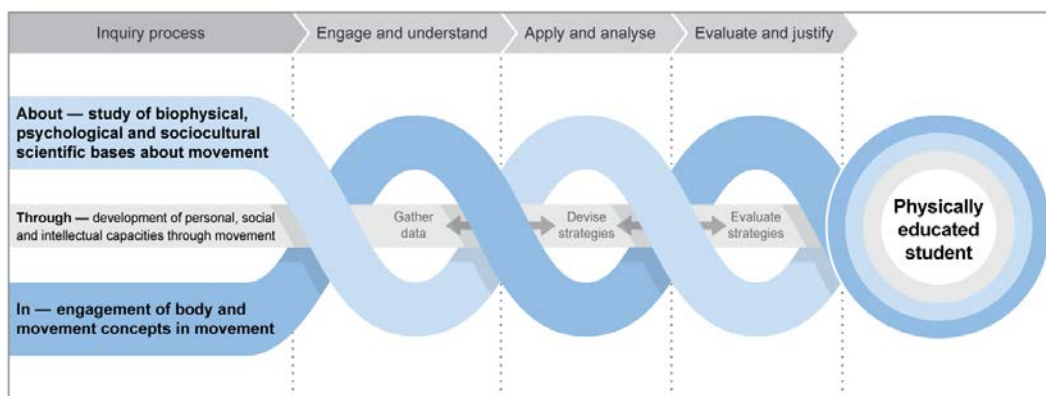 Inquiry process
Engage and understand
Apply and analyse
Evaluate and justify
About — study of biophysical,
psychological and sociocultural
scientific bases about movement
Through — development of personal, social
and intellectual capacities through movement
Gather
data
Devise
strategies
Evaluate
strategies
In — engagement of body and
movement concepts in movement
Physically
educated
student